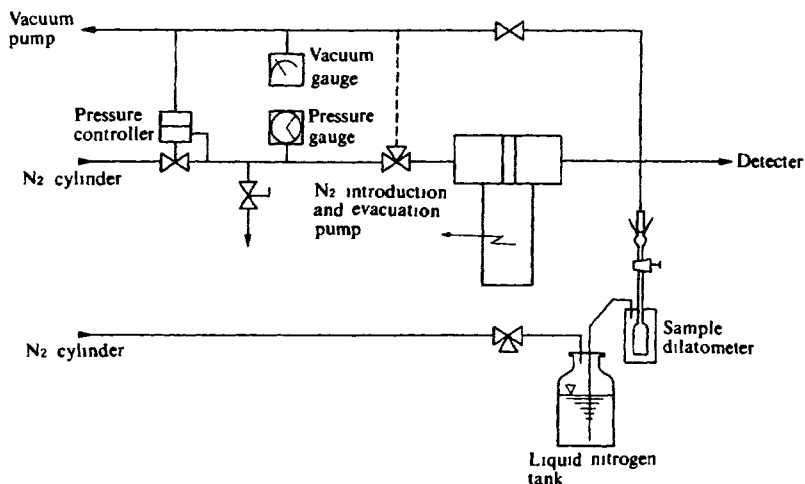 Vacuum
pump
Vacuum
gauge
Pressure
controller
Pressure
gauge
N2 cylinder
Detecter
N2 introduction
and evacuation
pump
N2 cylinder
Sample
dilatometer
Liquid nitrogen
tank